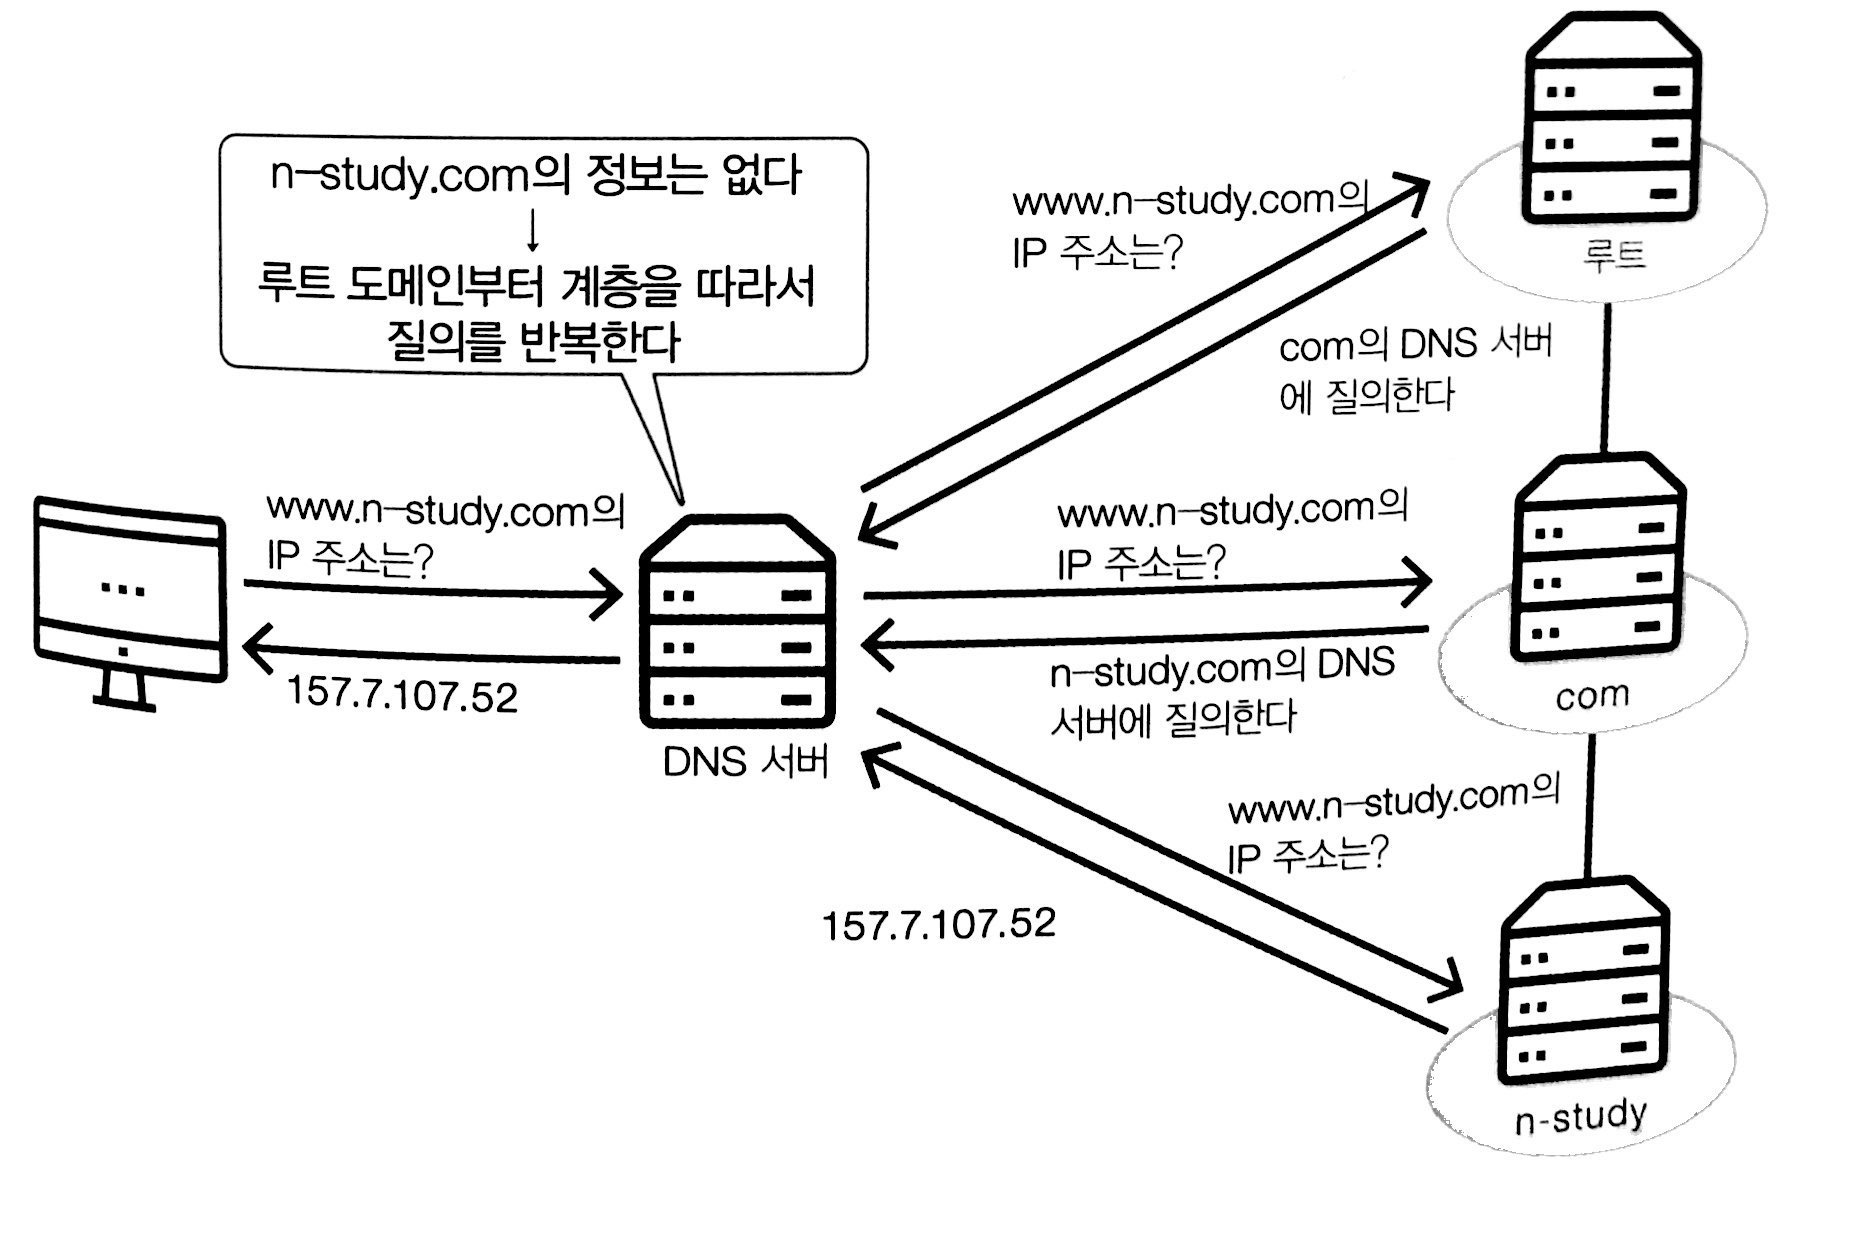 n-study.com의 정보는 없다
루트 도메인부터 계층을 따라서
질의를 반복한다
www.n-study.com의
IP 주소는?
157.7.107.52
DNS 서버
www.n-study.com의
IP 주소는?
com의 DNS 서버
에 질의한다
루트
www.n-study.com의
IP 주소는?
n-study.com의 DNS
서버에 질의한다
com
www.n-study.com의
IP 주소는?
157.7.107.52
n-study